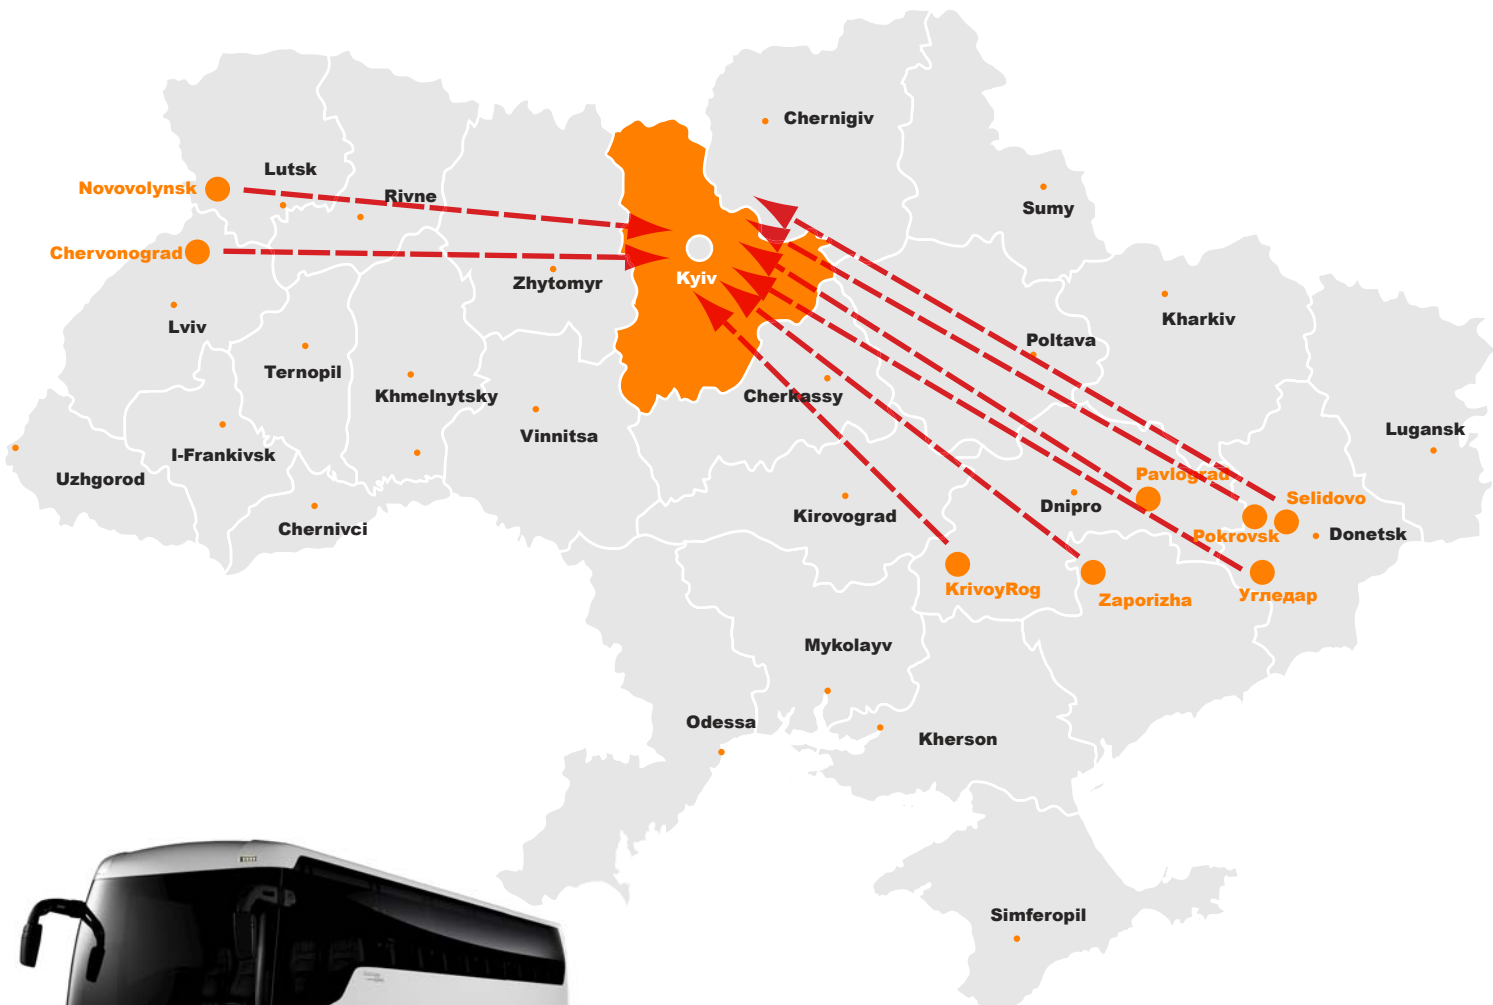 Chernigiv
Lutsk
Novovolynsk
Rivne
Sumy
Chervonograd
Kyiv
Zhytomyr
Lviv
Kharkiv
Poltava
Ternopil
Khmelnytsky
Cherkassy
Lugansk
Vinnitsa
I-Frankivsk
Uzhgorod
Pavlograd
Selidovo
Dnipro
Kirovograd
Chernivci
Pokrovsk
Donetsk
KrivoyRog
Zaporizha
Угледар
Mykolayv
Odessa
Kherson
Simferopil